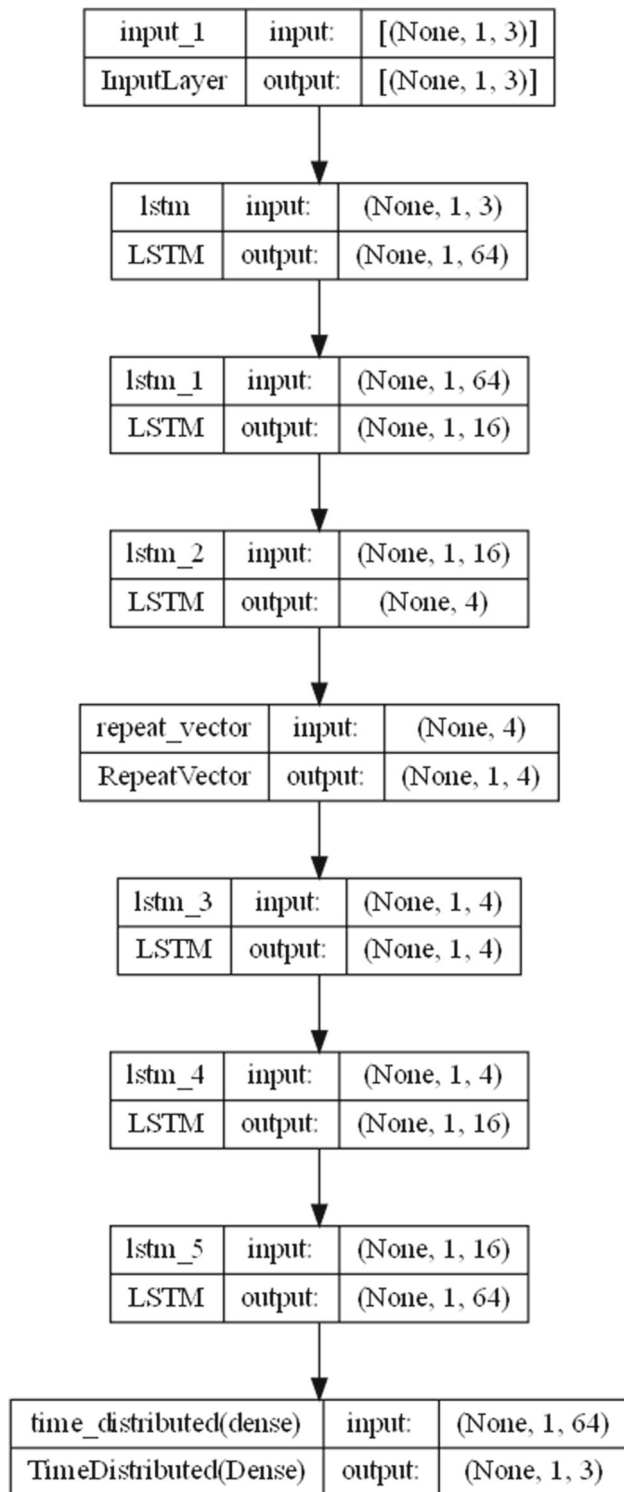 input_1 input: [(None, 1, 3)]
InputLayer output: [(None, 1, 3)]
lstm input: (None, 1, 3)
LSTM output: (None, 1, 64)
lstm_1 input: (None, 1, 64)
LSTM output: (None, 1, 16)
lstm_2 input: (None, 1, 16)
LSTM output: (None, 4)
repeat_vector input: (None, 4)
RepeatVector output: (None, 1, 4)
lstm_3 input: (None, 1, 4)
LSTM output: (None, 1, 4)
lstm_4 input: (None, 1, 4)
LSTM output: (None, 1, 16)
lstm_5 input: (None, 1, 16)
LSTM output: (None, 1, 64)
time_distributed(dense) input: (None, 1, 64)
TimeDistributed(Dense) output: (None, 1, 3)